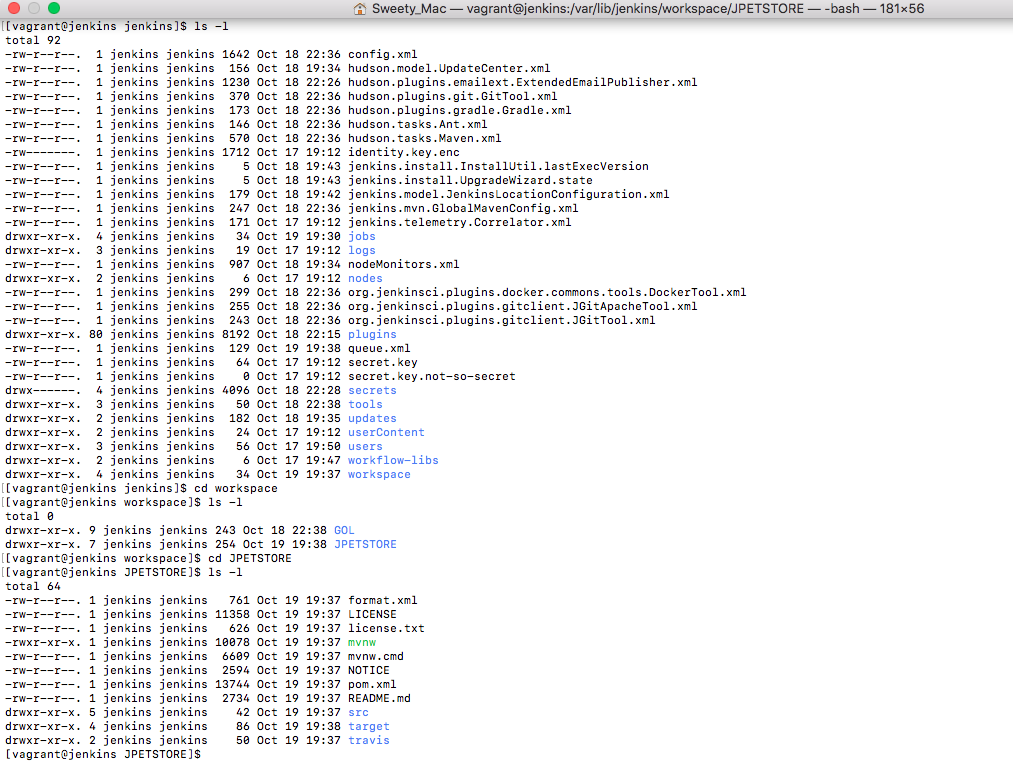 Sweety_Mac — vagrant@jenkins:/var/lib/jenkins/workspace/JPETSTORE — -bash — 181×56
[[vagrant@jenkins jenkins]$ ls -l
total 92
-rw-r--r--.  1 jenkins jenkins 1642 Oct 18 22:36 config.xml
-rw-r--r--.  1 jenkins jenkins  156 Oct 18 19:34 hudson.model.UpdateCenter.xml
-rw-r--r--.  1 jenkins jenkins 1230 Oct 18 22:26 hudson.plugins.emailext.ExtendedEmailPublisher.xml
-rw-r--r--.  1 jenkins jenkins  370 Oct 18 22:36 hudson.plugins.git.GitTool.xml
-rw-r--r--.  1 jenkins jenkins  173 Oct 18 22:36 hudson.plugins.gradle.Gradle.xml
-rw-r--r--.  1 jenkins jenkins  146 Oct 18 22:36 hudson.tasks.Ant.xml
-rw-r--r--.  1 jenkins jenkins  570 Oct 18 22:36 hudson.tasks.Maven.xml
-rw-------.  1 jenkins jenkins 1712 Oct 17 19:12 identity.key.enc
-rw-r--r--.  1 jenkins jenkins    5 Oct 18 19:43 jenkins.install.InstallUtil.lastExecVersion
-rw-r--r--.  1 jenkins jenkins    5 Oct 18 19:43 jenkins.install.UpgradeWizard.state
-rw-r--r--.  1 jenkins jenkins  179 Oct 18 19:42 jenkins.model.JenkinsLocationConfiguration.xml
-rw-r--r--.  1 jenkins jenkins  247 Oct 18 22:36 jenkins.mvn.GlobalMavenConfig.xml
-rw-r--r--.  1 jenkins jenkins  171 Oct 17 19:12 jenkins.telemetry.Correlator.xml
drwxr-xr-x.  4 jenkins jenkins   34 Oct 19 19:30 jobs
drwxr-xr-x.  3 jenkins jenkins   19 Oct 17 19:12 logs
-rw-r--r--.  1 jenkins jenkins  907 Oct 18 19:34 nodeMonitors.xml
drwxr-xr-x.  2 jenkins jenkins    6 Oct 17 19:12 nodes
-rw-r--r--.  1 jenkins jenkins  299 Oct 18 22:36 org.jenkinsci.plugins.docker.commons.tools.DockerTool.xml
-rw-r--r--.  1 jenkins jenkins  255 Oct 18 22:36 org.jenkinsci.plugins.gitclient.JGitApacheTool.xml
-rw-r--r--.  1 jenkins jenkins  243 Oct 18 22:36 org.jenkinsci.plugins.gitclient.JGitTool.xml
drwxr-xr-x. 80 jenkins jenkins 8192 Oct 18 22:15 plugins
-rw-r--r--.  1 jenkins jenkins  129 Oct 19 19:38 queue.xml
-rw-r--r--.  1 jenkins jenkins   64 Oct 17 19:12 secret.key
-rw-r--r--.  1 jenkins jenkins    0 Oct 17 19:12 secret.key.not-so-secret
drwx------.  4 jenkins jenkins 4096 Oct 18 22:28 secrets
drwxr-xr-x.  3 jenkins jenkins   50 Oct 18 22:38 tools
drwxr-xr-x.  2 jenkins jenkins  182 Oct 18 19:35 updates
drwxr-xr-x.  2 jenkins jenkins   24 Oct 17 19:12 userContent
drwxr-xr-x.  3 jenkins jenkins   56 Oct 17 19:50 users
drwxr-xr-x.  2 jenkins jenkins    6 Oct 17 19:47 workflow-libs
drwxr-xr-x.  4 jenkins jenkins   34 Oct 19 19:37 workspace
[[vagrant@jenkins jenkins]$ cd workspace
[[vagrant@jenkins workspace]$ ls -l
total 0
drwxr-xr-x. 9 jenkins jenkins 243 Oct 18 22:38 GOL
drwxr-xr-x. 7 jenkins jenkins 254 Oct 19 19:38 JPETSTORE
[[vagrant@jenkins workspace]$ cd JPETSTORE
[[vagrant@jenkins JPETSTORE]$ ls -l
total 64
-rw-r--r--. 1 jenkins jenkins   761 Oct 19 19:37 format.xml
-rw-r--r--. 1 jenkins jenkins 11358 Oct 19 19:37 LICENSE
-rw-r--r--. 1 jenkins jenkins   626 Oct 19 19:37 license.txt
-rwxr-xr-x. 1 jenkins jenkins 10078 Oct 19 19:37 mvnw
-rw-r--r--. 1 jenkins jenkins  6609 Oct 19 19:37 mvnw.cmd
-rw-r--r--. 1 jenkins jenkins  2594 Oct 19 19:37 NOTICE
-rw-r--r--. 1 jenkins jenkins 13744 Oct 19 19:37 pom.xml
-rw-r--r--. 1 jenkins jenkins  2734 Oct 19 19:37 README.md
drwxr-xr-x. 5 jenkins jenkins    42 Oct 19 19:37 src
drwxr-xr-x. 4 jenkins jenkins    86 Oct 19 19:38 target
drwxr-xr-x. 2 jenkins jenkins    50 Oct 19 19:37 travis
[vagrant@jenkins JPETSTORE]$